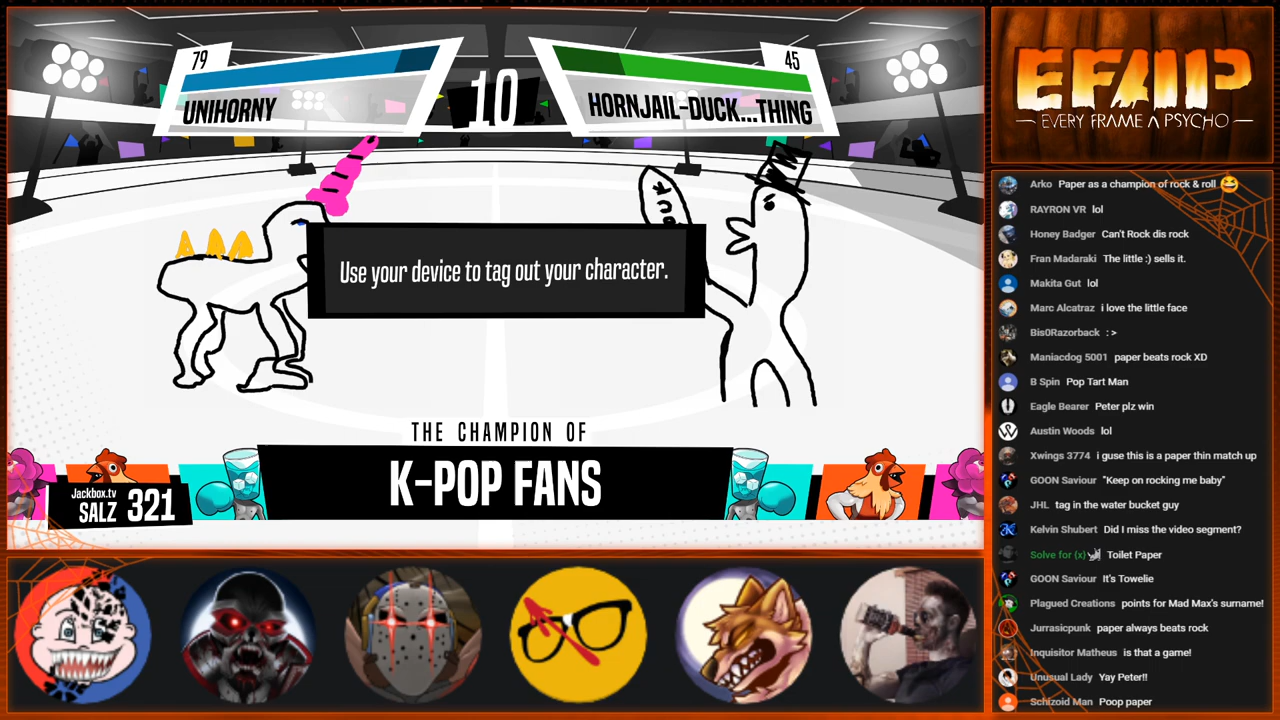 79
UNIHORNY
10
45
HORNJAIL-DUCK...THING
Use your device to tag out your character.
THE CHAMPION OF
K-POP FANS
Jackbox.tv
SALZ 321
EFAP
EVERY FRAME A PSYCHO
Arko Paper as a champion of rock & roll 😆
RAYRON VR lol
Honey Badger Can't Rock dis rock
Fran Madaraki The little :) sells it.
Makita Gut lol
Marc Alcatraz i love the little face
Bis0Razorback : >
Maniacdog 5001 paper beats rock XD
B Spin Pop Tart Man
Eagle Bearer Peter plz win
Austin Woods lol
Xwings 3774 i guse this is a paper thin match up
GOON Saviour "Keep on rocking me baby"
JHL tag in the water bucket guy
Kelvin Shubert Did I miss the video segment?
Solve for {x} Toilet Paper
GOON Saviour It's Towelie
Plagued Creations points for Mad Max's surname!
Jurrasicpunk paper always beats rock
Inquisitor Matheus is that a game!
Unusual Lady Yay Peter!!
Schizoid Man Poop paper